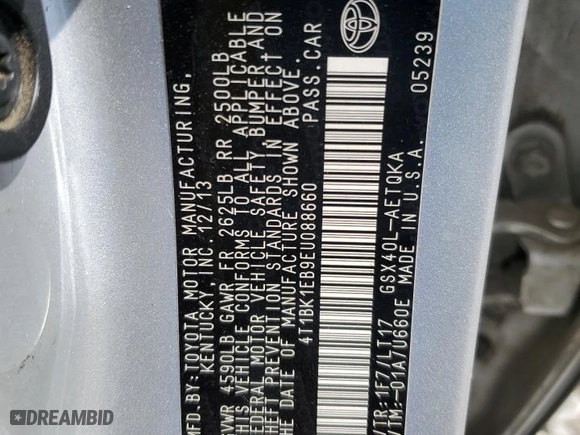 MFD.BY:TOYOTA MOTOR MANUFACTURING,
KENTUCKY, INC. 12/13
GVWR 4590LB GAWR FR 2625LB RR 2500LB
THIS VEHICLE CONFORMS TO ALL APPLICABLE
FEDERAL MOTOR VEHICLE SAFETY, BUMPER AND
THEFT PREVENTION STANDARDS IN EFFECT ON
OF MANUFACTURE SHOWN ABOVE.
4T1BK1EB9EU088660 PASS. CAR
/TR:1F7/LT17 GSX40L-AETQKA
/TM:-01A/U660E MADE IN U.S.A.
05239
DREAMBID